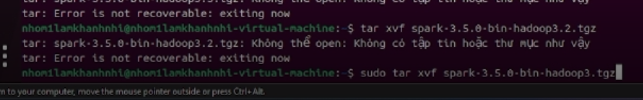 tar: Error is not recoverable: exiting now
nhom1lamkhanhnhi@nhom1lamkhanhnhi-virtual-machine:~$ tar xvf spark-3.5.0-bin-hadoop3.2.tgz
tar: spark-3.5.0-bin-hadoop3.2.tgz: Không thể open: Không có tập tin hoặc thư mục như vậy
tar: Error is not recoverable: exiting now
nhom1lamkhanhnhi@nhom1lamkhanhnhi-virtual-machine:~$ sudo tar xvf spark-3.5.0-bin-hadoop3.tgz
m to your computer, move the mouse pointer outside or press Ctrl+Alt.